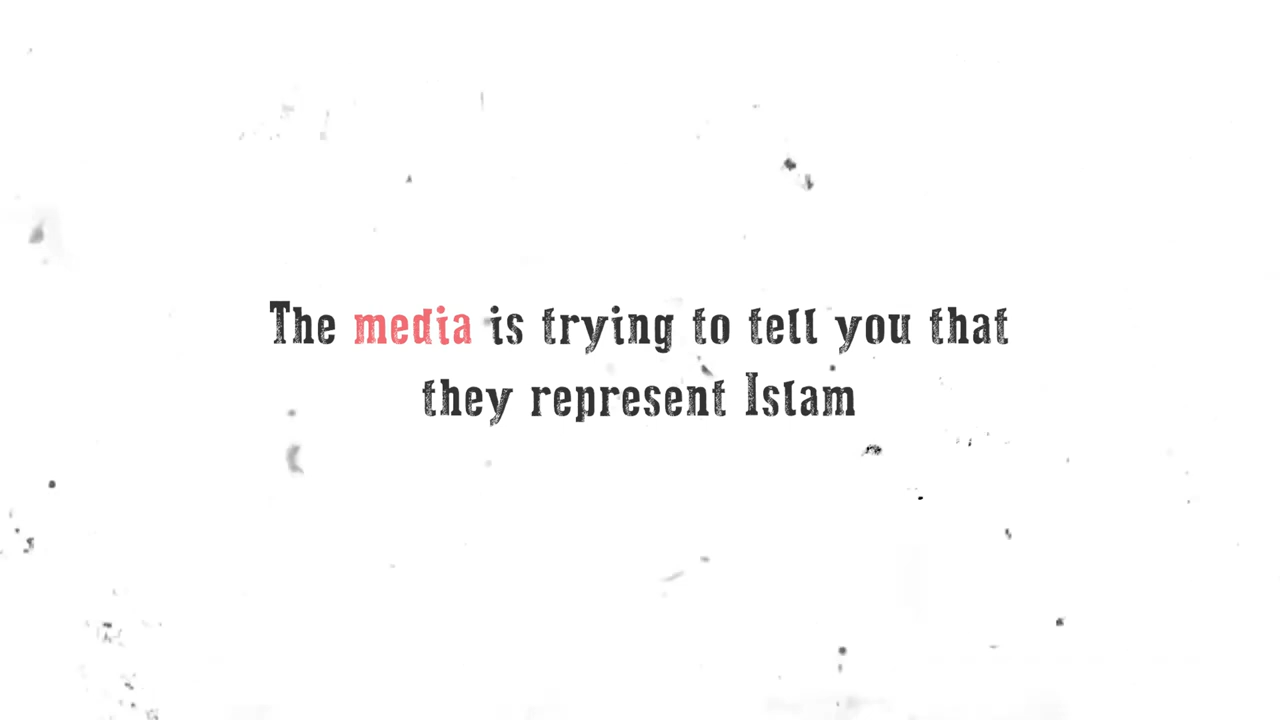 The media is trying to tell you that
they represent Islam